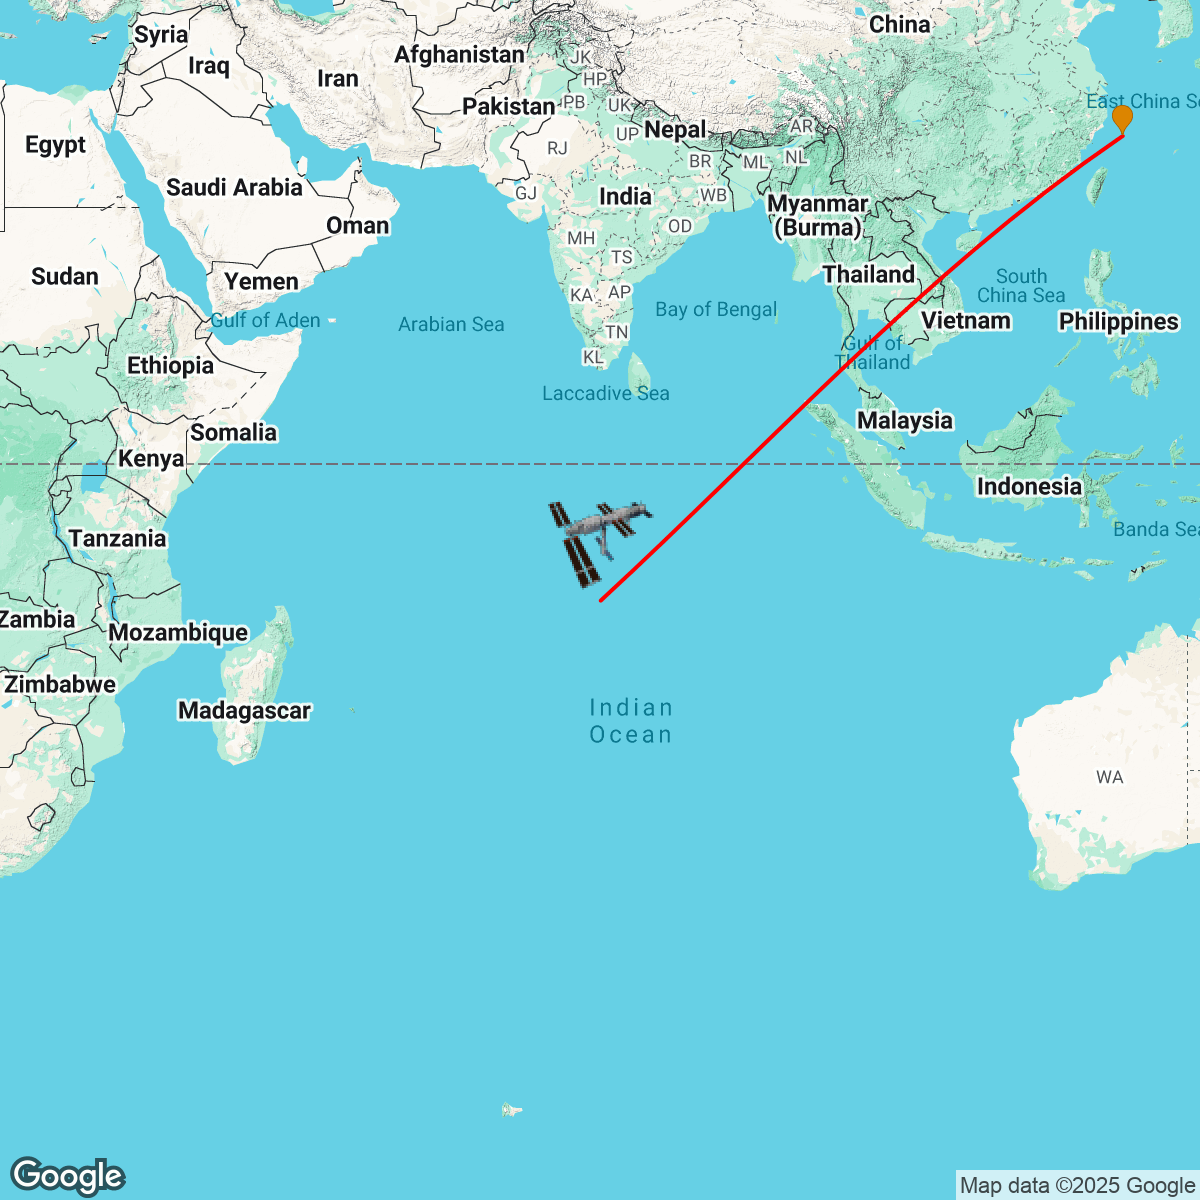 China
Syria
Afghanistan
JK
Iraq
Iran
HP
Pakistan
PB
UK
East China Se
Nepal
AR
UP
Egypt
RJ
NL
BR
ML
Saudi Arabia
GJ
India
WB
Myanmar
(Burma)
Oman
OD
MH
TS
Sudan
Yemen
Thailand
South
China Sea
KA
AP
Bay of Bengal
Gulf of Aden
Arabian Sea
Vietnam
Philippines
TN
Gulf of
Thailand
KL
Ethiopia
Laccadive Sea
Malaysia
Somalia
Kenya
Indonesia
Banda Sea
Tanzania
Zambia
Mozambique
Zimbabwe
Madagascar
Indian
Ocean
WA
Google
Map data ©2025 Google